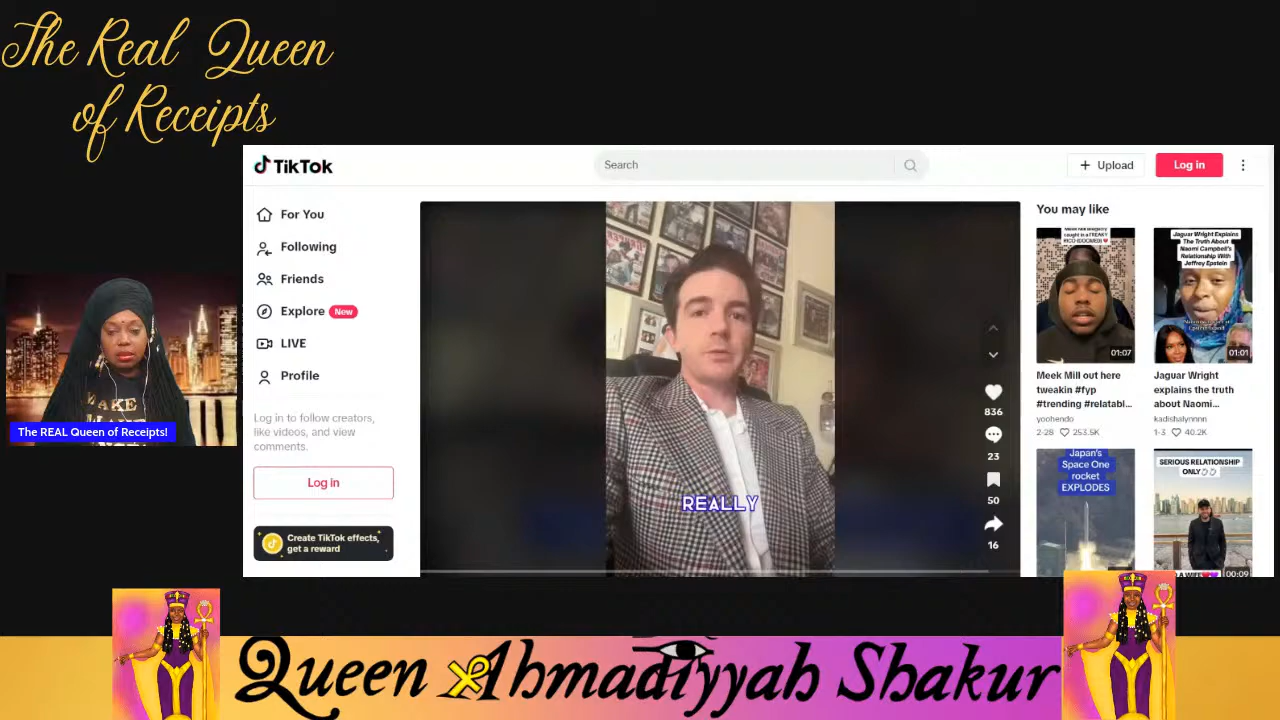 The Real Queen
of Receipts
TikTok
Search
Upload
Log in
For You
Following
Friends
Explore New
LIVE
Profile
Log in to follow creators,
like videos, and view
comments.
Log in
Create TikTok effects,
get a reward
REALLY
836
23
50
16
You may like
caught in a FREAKY
01:07
Meek Mill out here
tweakin #fyp
#trending #relatabl...
yoohendo
2-28 253.5K
Jaguar Wright Explains
The Truth About
Naomi Campbell's
Relationship With
Jeffrey Epstein
01:01
Jaguar Wright
explains the truth
about Naomi...
kadishalynnnn
1-3 40.2K
Japan's
Space One
rocket
EXPLODES
SERIOUS RELATIONSHIP
ONLY
00:09
The REAL Queen of Receipts!
Queen Ahmadiyyah Shakur